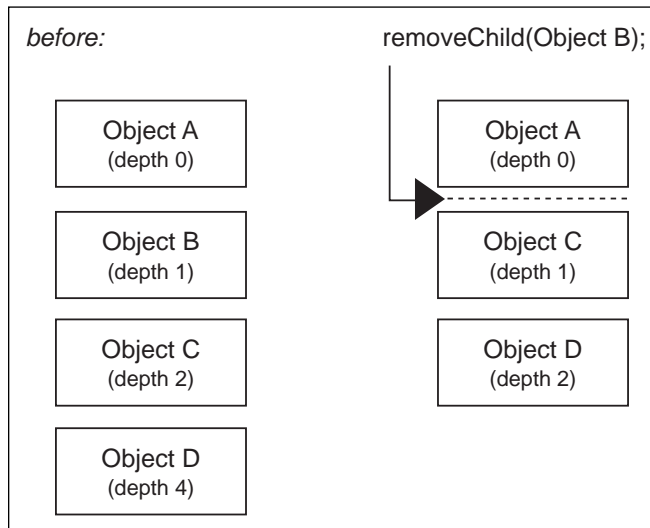 before:
removeChild(Object B);
Object A
(depth 0)
Object B
(depth 1)
Object C
(depth 2)
Object D
(depth 4)
Object A
(depth 0)
Object C
(depth 1)
Object D
(depth 2)